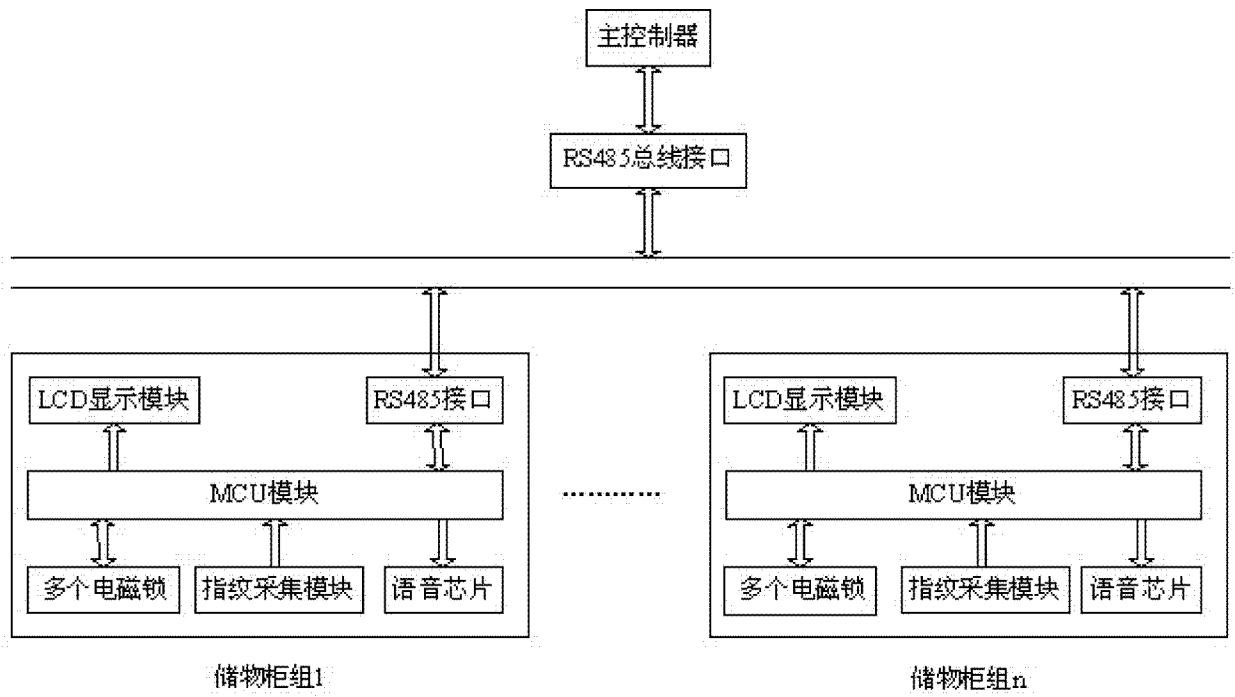 主控制器
RS485总线接口
LCD显示模块
RS485接口
MCU模块
多个电磁锁
指纹采集模块
语音芯片
储物柜组1
…………
LCD显示模块
RS485接口
MCU模块
多个电磁锁
指纹采集模块
语音芯片
储物柜组n